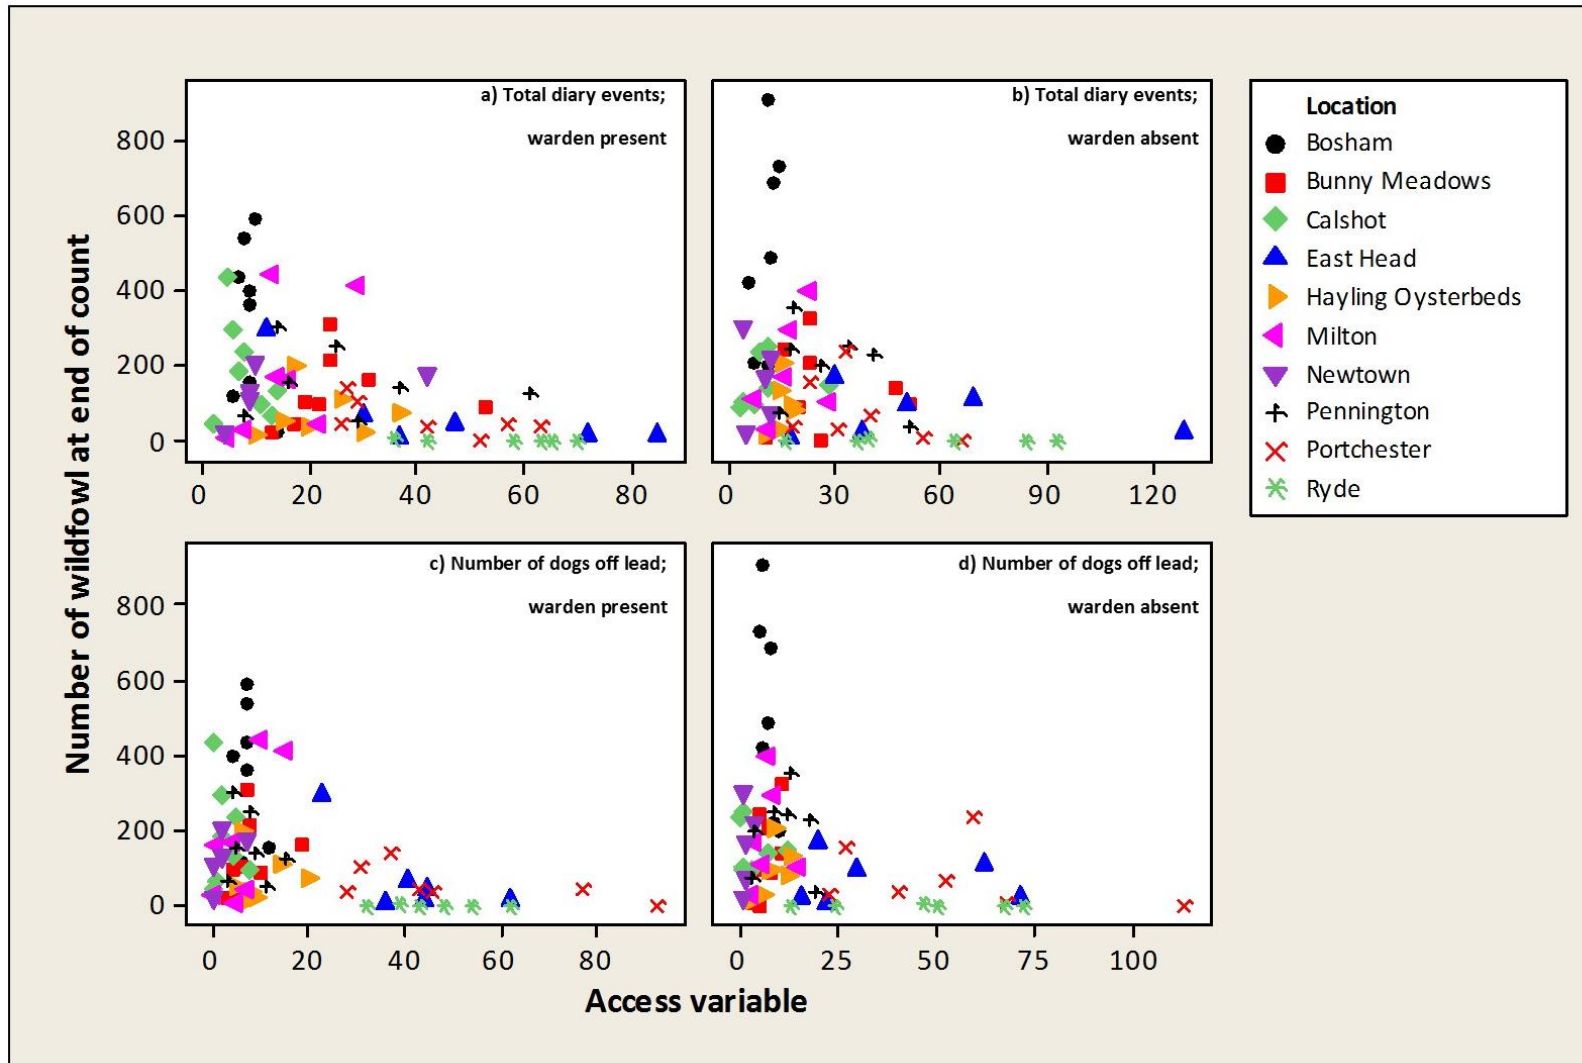 a) Total diary events;
warden present
b) Total diary events;
warden absent
Location
Bosham
Bunny Meadows
Calshot
East Head
Hayling Oysterbeds
Milton
Newtown
Pennington
Portchester
Ryde
800
600
400
200
0
0 20 40 60 80
0 30 60 90 120
Number of wildfowl at end of count
c) Number of dogs off lead;
warden present
d) Number of dogs off lead;
warden absent
800
600
400
200
0
0 20 40 60 80
0 25 50 75 100
Access variable